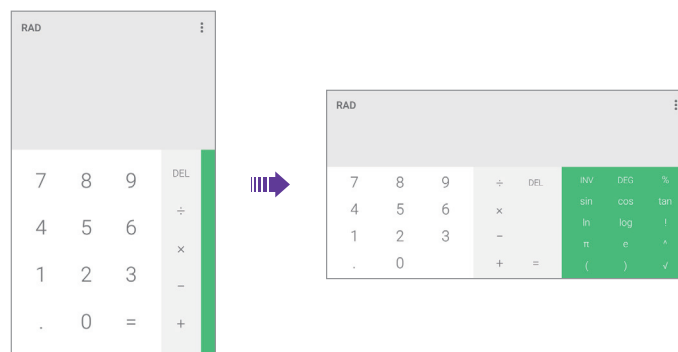 RAD
7 8 9 DEL
÷
4 5 6
×
1 2 3
−
. 0 = +
RAD
7 8 9 ÷ DEL INV DEG %
4 5 6 × sin cos tan
1 2 3 − ln log !
π e ^
. 0 + = ( ) √